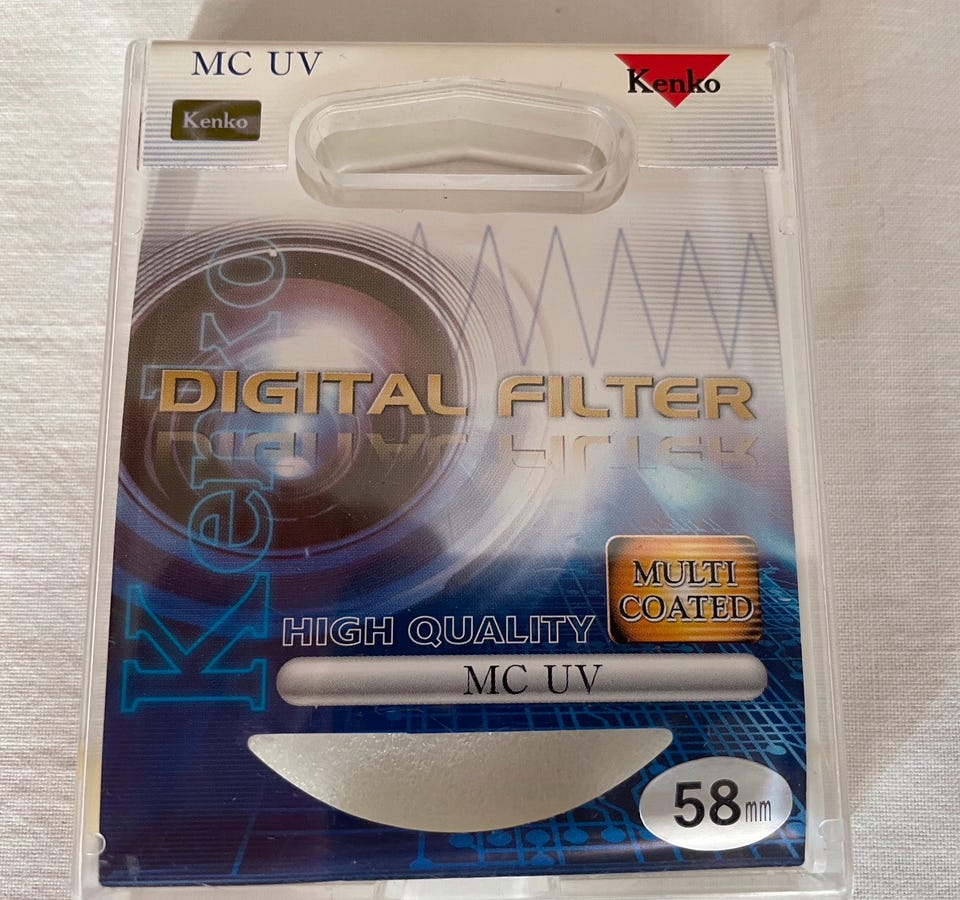 MC UV
Kenko
Kenko
Kenko
DIGITAL FILTER
MULTI
COATED
HIGH QUALITY
MC UV
58mm